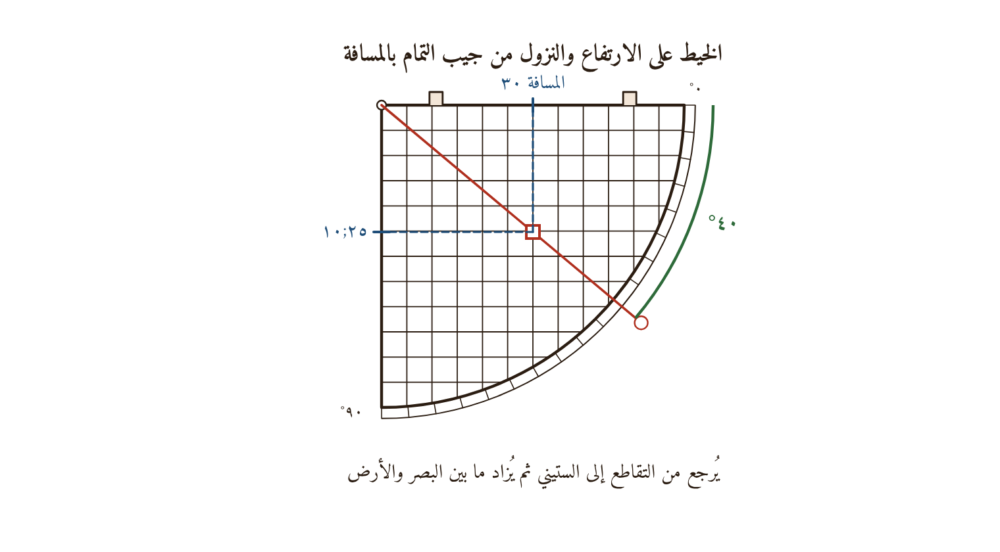 الخيط على الارتفاع والنزول من جيب التمام بالمسافة
المسافة ٣٠
٠°
٤٠°
٢٥;١٠
٩٠°
يُرجع من التقاطع إلى الستيني ثم يُزاد ما بين البصر والأرض